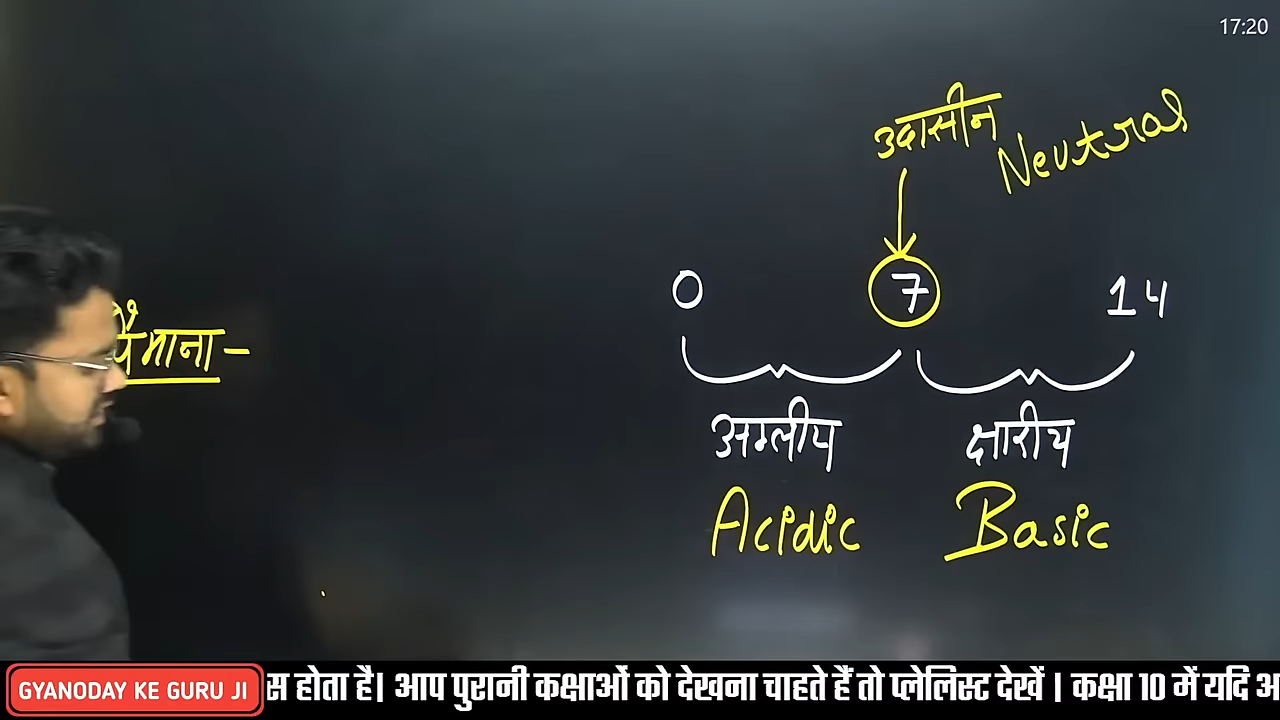 17:20
उदासीन Neutral
पैमाना -
0 7 14
अम्लीय क्षारीय
Acidic Basic
GYANODAY KE GURU JI
स होता है। आप पुरानी कक्षाओं को देखना चाहते हैं तो प्लेलिस्ट देखें | कक्षा 10 में यदि अ